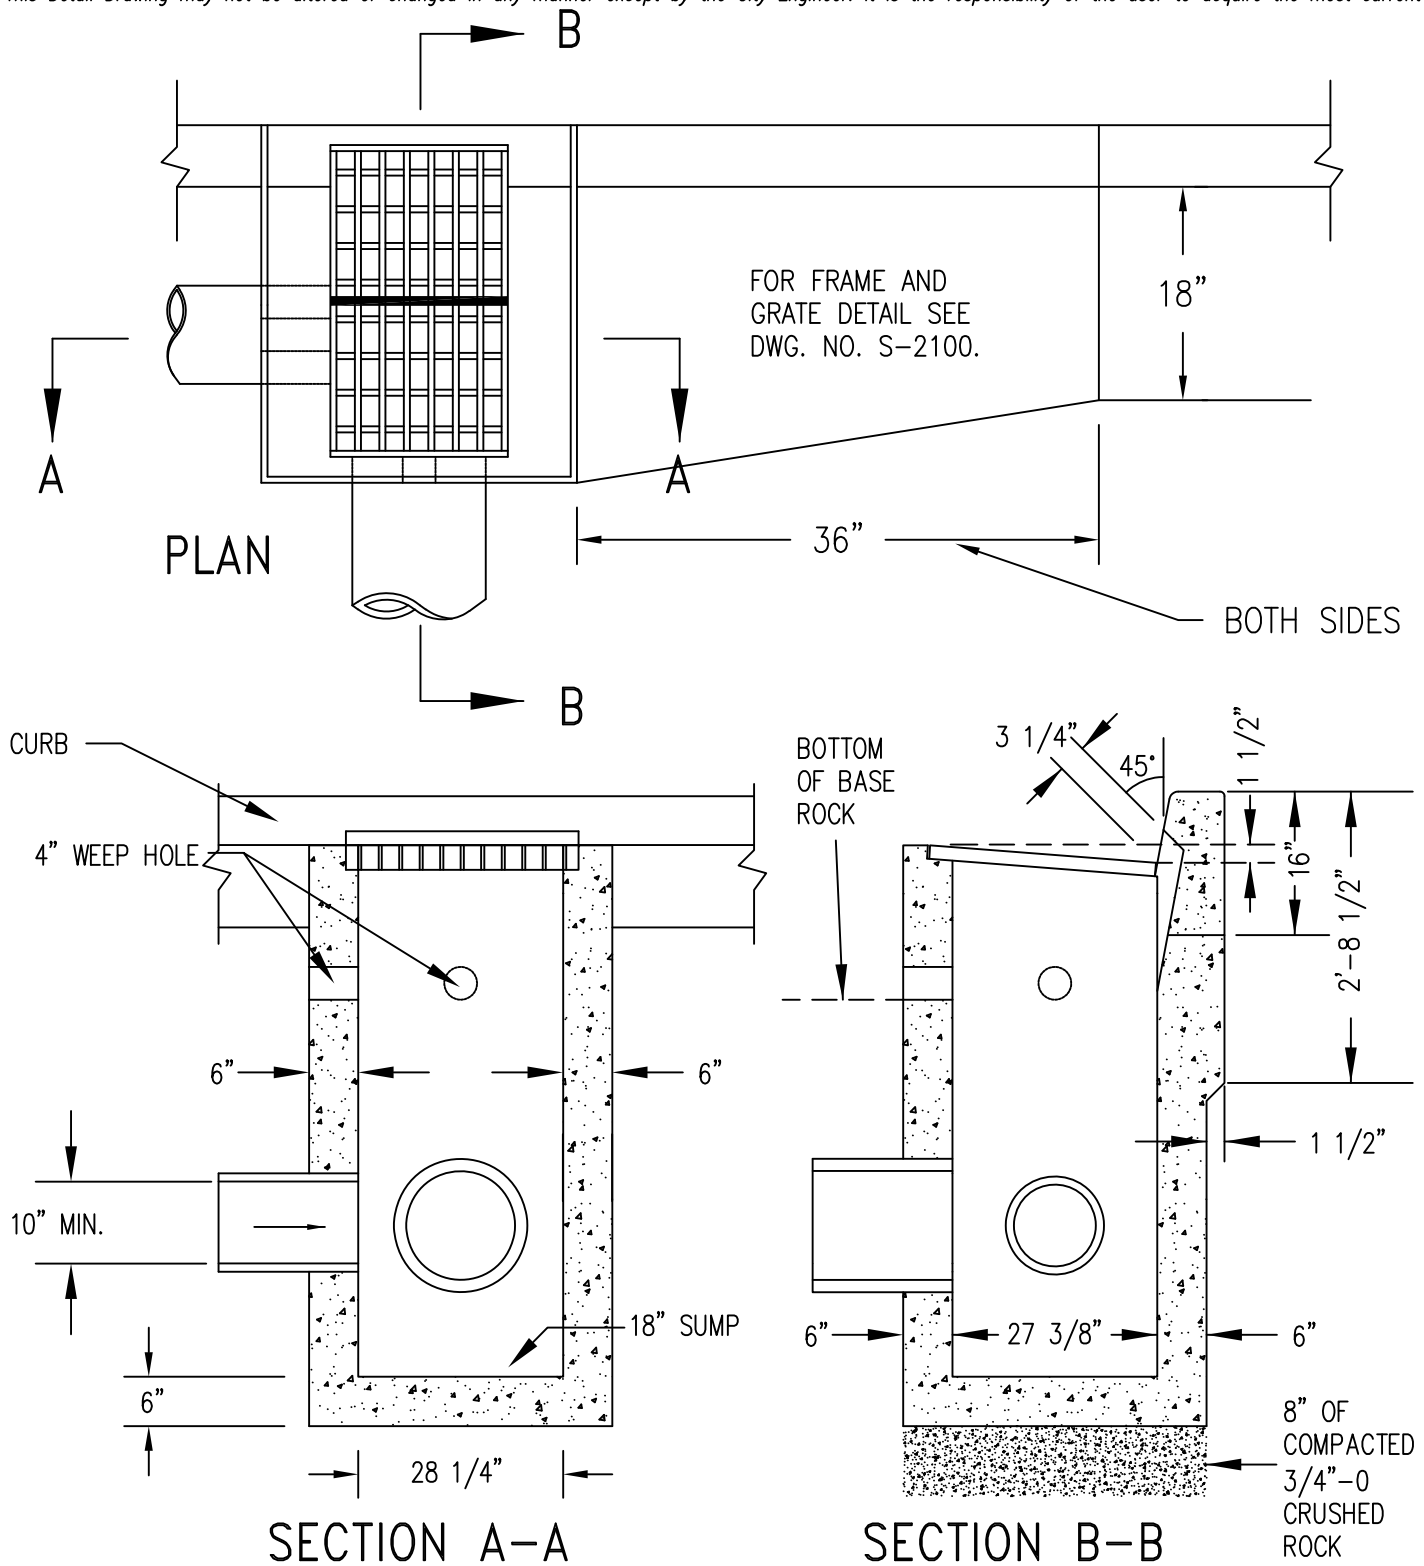 This Detail Drawing may not be altered or changed in any manner except by the City Engineer. It is the responsibility of the user to acquire the most current
B
FOR FRAME AND
GRATE DETAIL SEE
DWG. NO. S-2100.
18"
A
A
PLAN
36"
BOTH SIDES
B
CURB
4" WEEP HOLE
6"
6"
10" MIN.
18" SUMP
6"
28 1/4"
SECTION A-A
BOTTOM
OF BASE
ROCK
3 1/4"
45°
1 1/2"
16"
2'-8 1/2"
1 1/2"
6"
27 3/8"
6"
8" OF
COMPACTED
3/4"-0
CRUSHED
ROCK
SECTION B-B